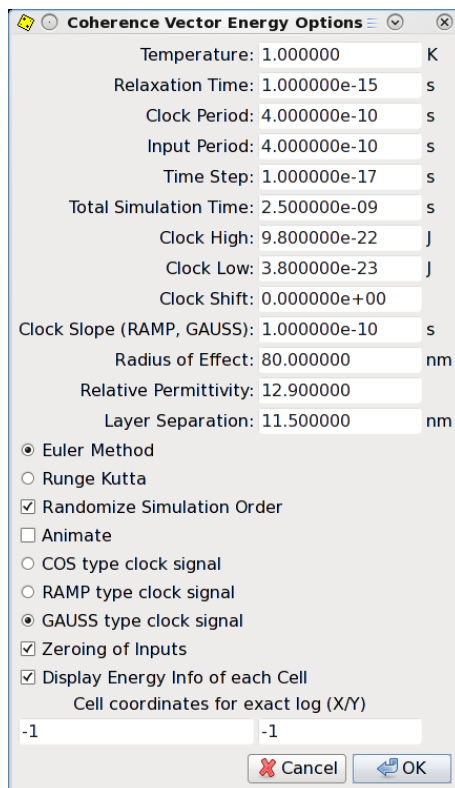 Coherence Vector Energy Options
Temperature: 1.000000 K
Relaxation Time: 1.000000e-15 s
Clock Period: 4.000000e-10 s
Input Period: 4.000000e-10 s
Time Step: 1.000000e-17 s
Total Simulation Time: 2.500000e-09 s
Clock High: 9.800000e-22 J
Clock Low: 3.800000e-23 J
Clock Shift: 0.000000e+00
Clock Slope (RAMP, GAUSS): 1.000000e-10 s
Radius of Effect: 80.000000 nm
Relative Permittivity: 12.900000
Layer Separation: 11.500000 nm
Euler Method
Runge Kutta
Randomize Simulation Order
Animate
COS type clock signal
RAMP type clock signal
GAUSS type clock signal
Zeroing of Inputs
Display Energy Info of each Cell
Cell coordinates for exact log (X/Y)
-1 -1
Cancel OK